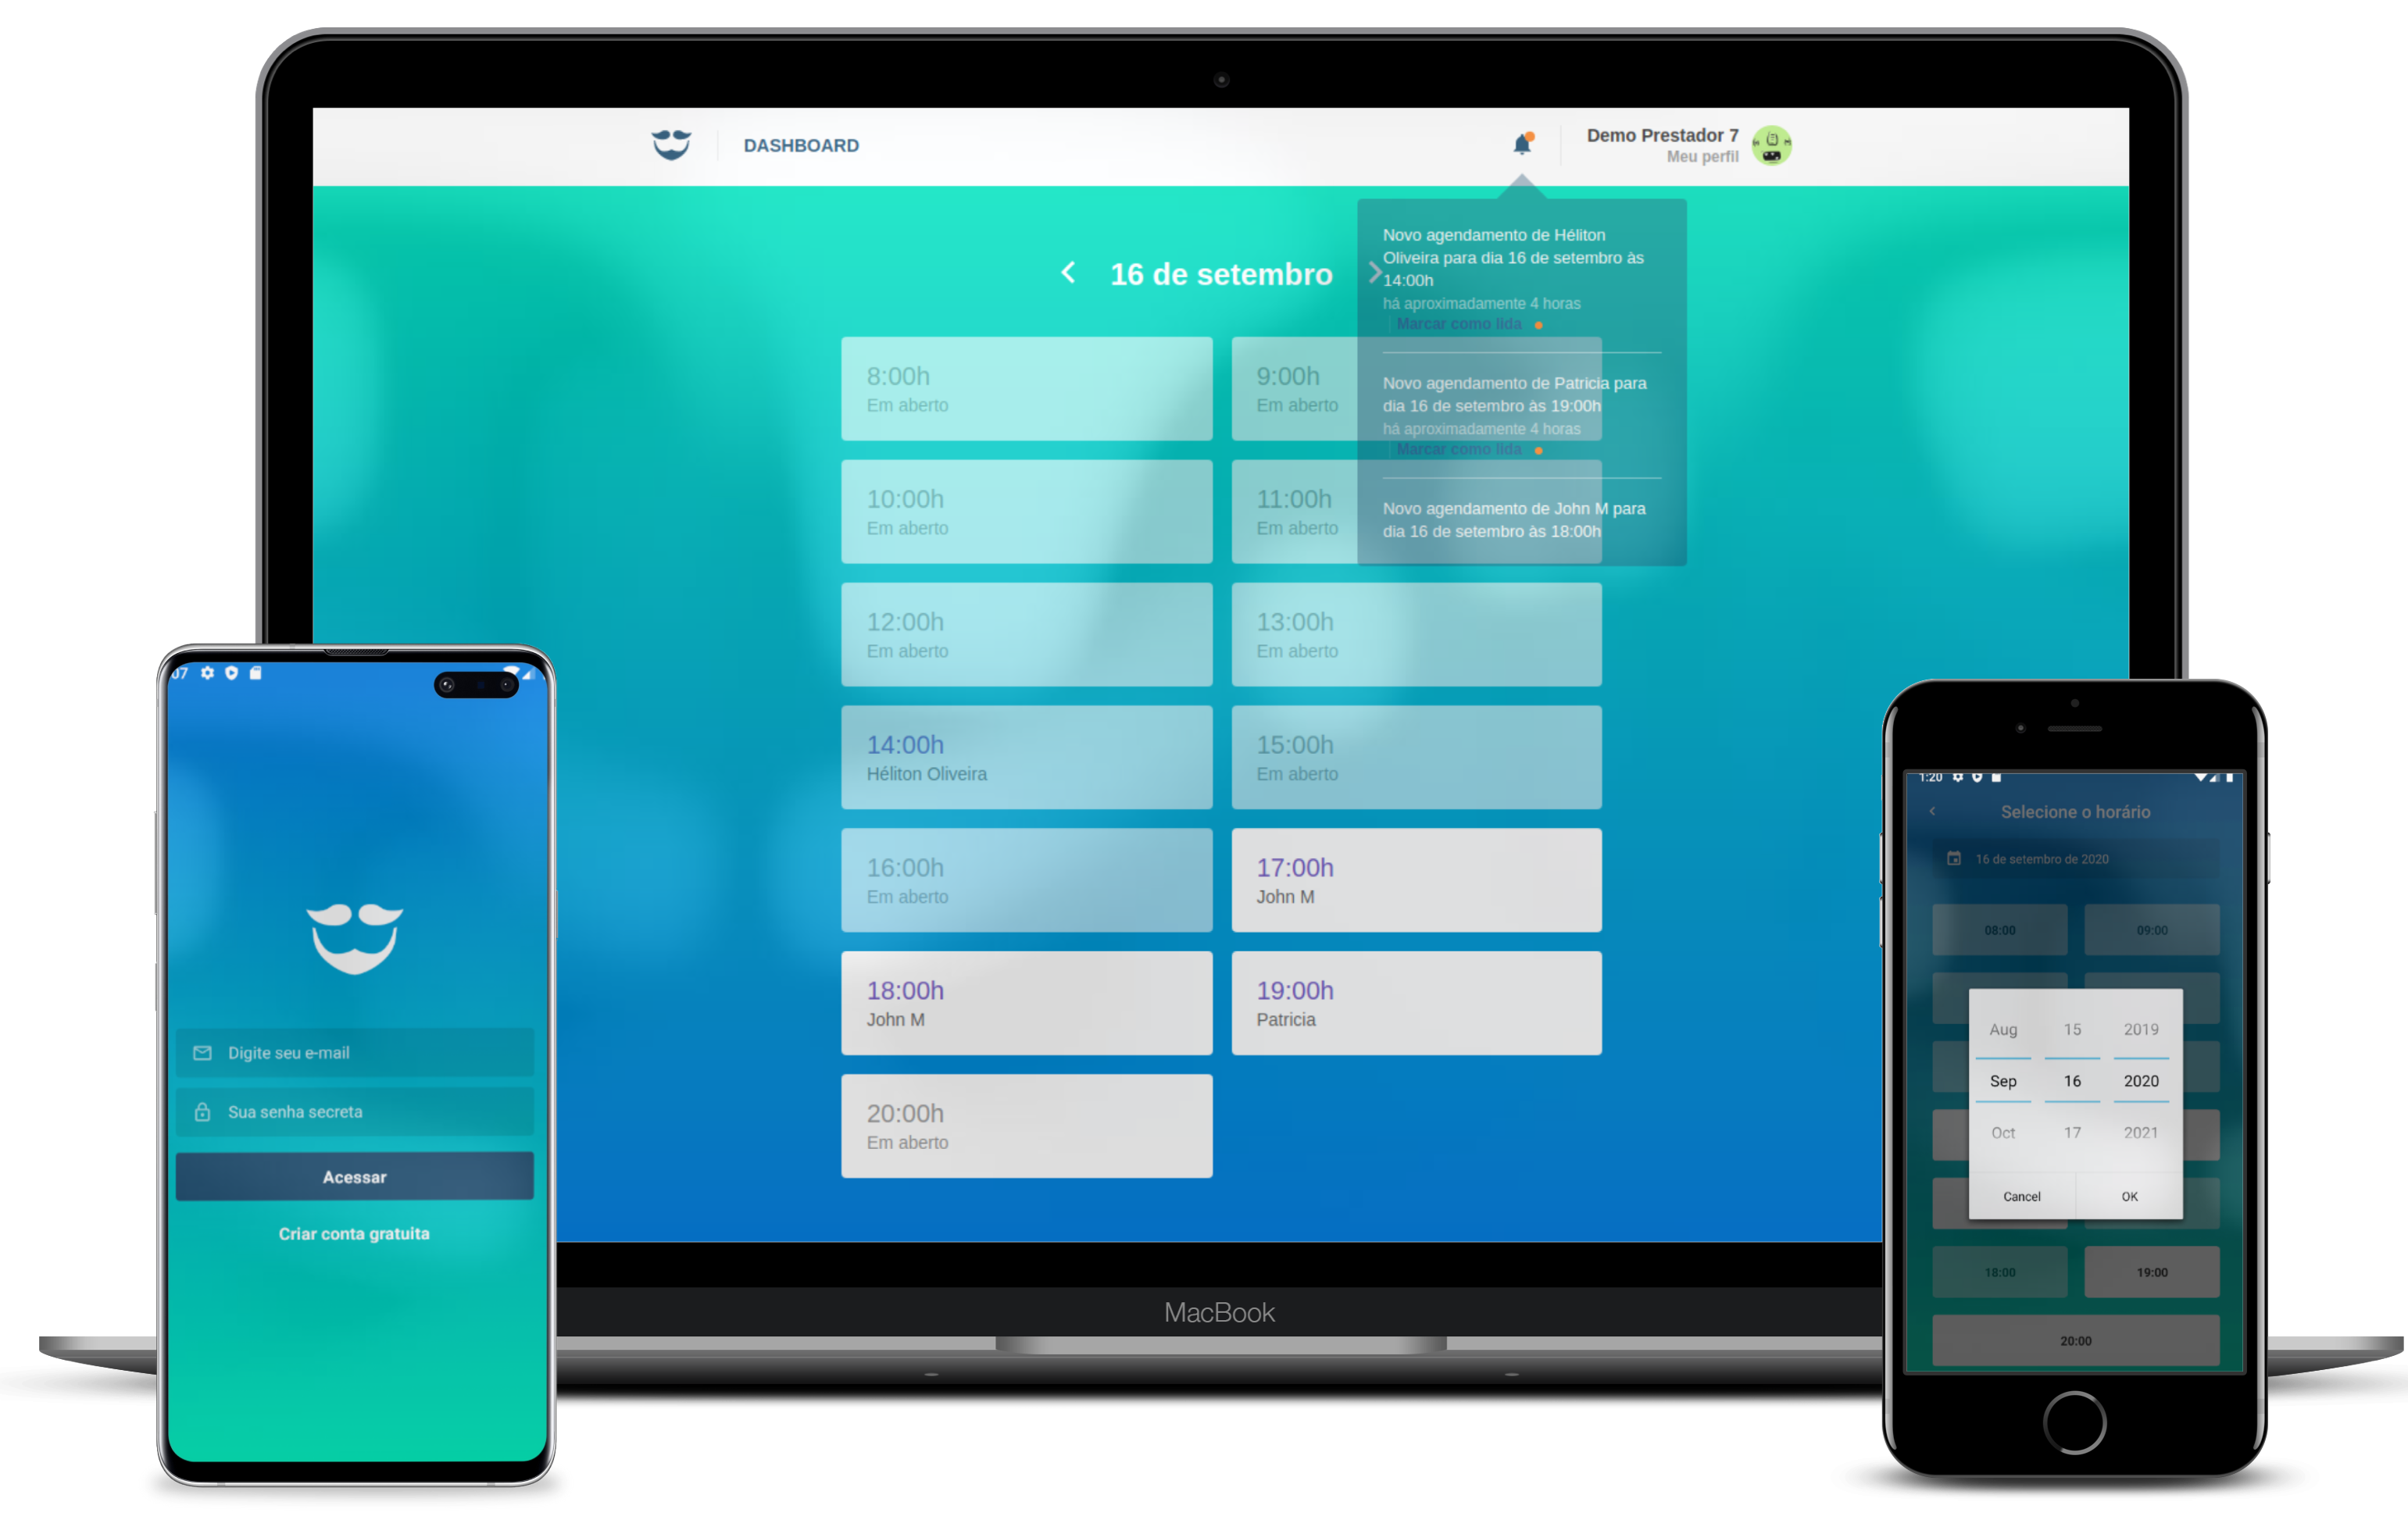 DASHBOARD
Demo Prestador 7
Meu perfil
16 de setembro
Novo agendamento de Héliton
Oliveira para dia 16 de setembro às
14:00h
há aproximadamente 4 horas
Marcar como lida
Novo agendamento de Patricia para
dia 16 de setembro às 19:00h
há aproximadamente 4 horas
Marcar como lida
Novo agendamento de John M para
dia 16 de setembro às 18:00h
8:00h
Em aberto
9:00h
Em aberto
10:00h
Em aberto
11:00h
Em aberto
12:00h
Em aberto
13:00h
Em aberto
14:00h
Héliton Oliveira
15:00h
Em aberto
16:00h
Em aberto
17:00h
John M
18:00h
John M
19:00h
Patricia
20:00h
Em aberto
MacBook
07
Digite seu e-mail
Sua senha secreta
Acessar
Criar conta gratuita
1:20
Selecione o horário
16 de setembro de 2020
08:00 09:00
Aug 15 2019
Sep 16 2020
Oct 17 2021
Cancel OK
18:00 19:00
20:00